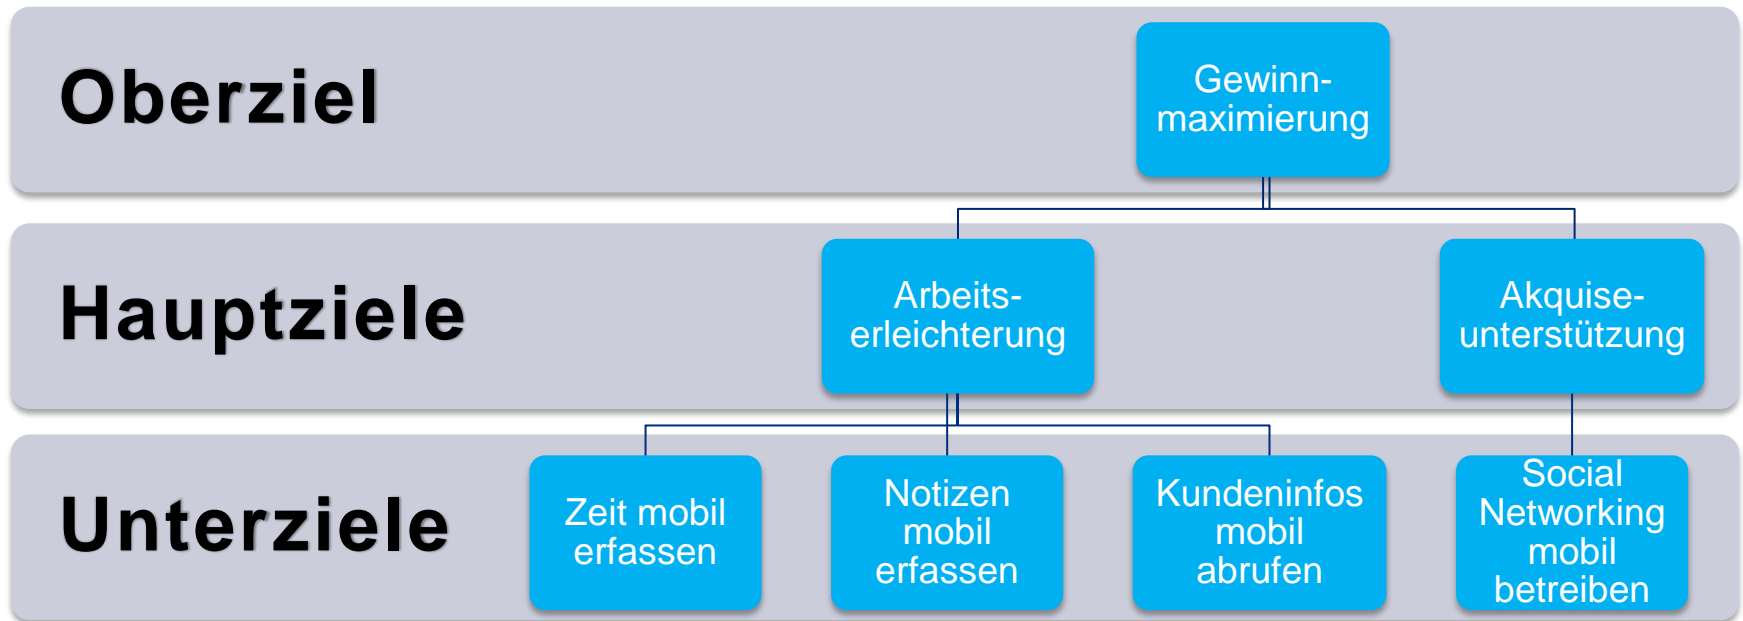 Oberziel
Gewinn-
maximierung
Hauptziele
Arbeits-
erleichterung
Akquise-
unterstützung
Unterziele
Zeit mobil
erfassen
Notizen
mobil
erfassen
Kundeninfos
mobil
abrufen
Social
Networking
mobil
betreiben